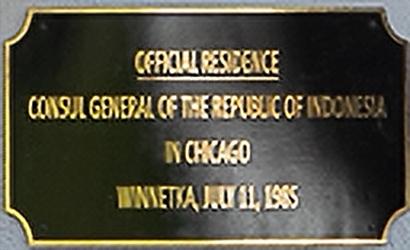 OFFICIAL RESIDENCE
CONSUL GENERAL OF THE REPUBLIC OF INDONESIA
IN CHICAGO
WINNETKA, JULY 11, 1985